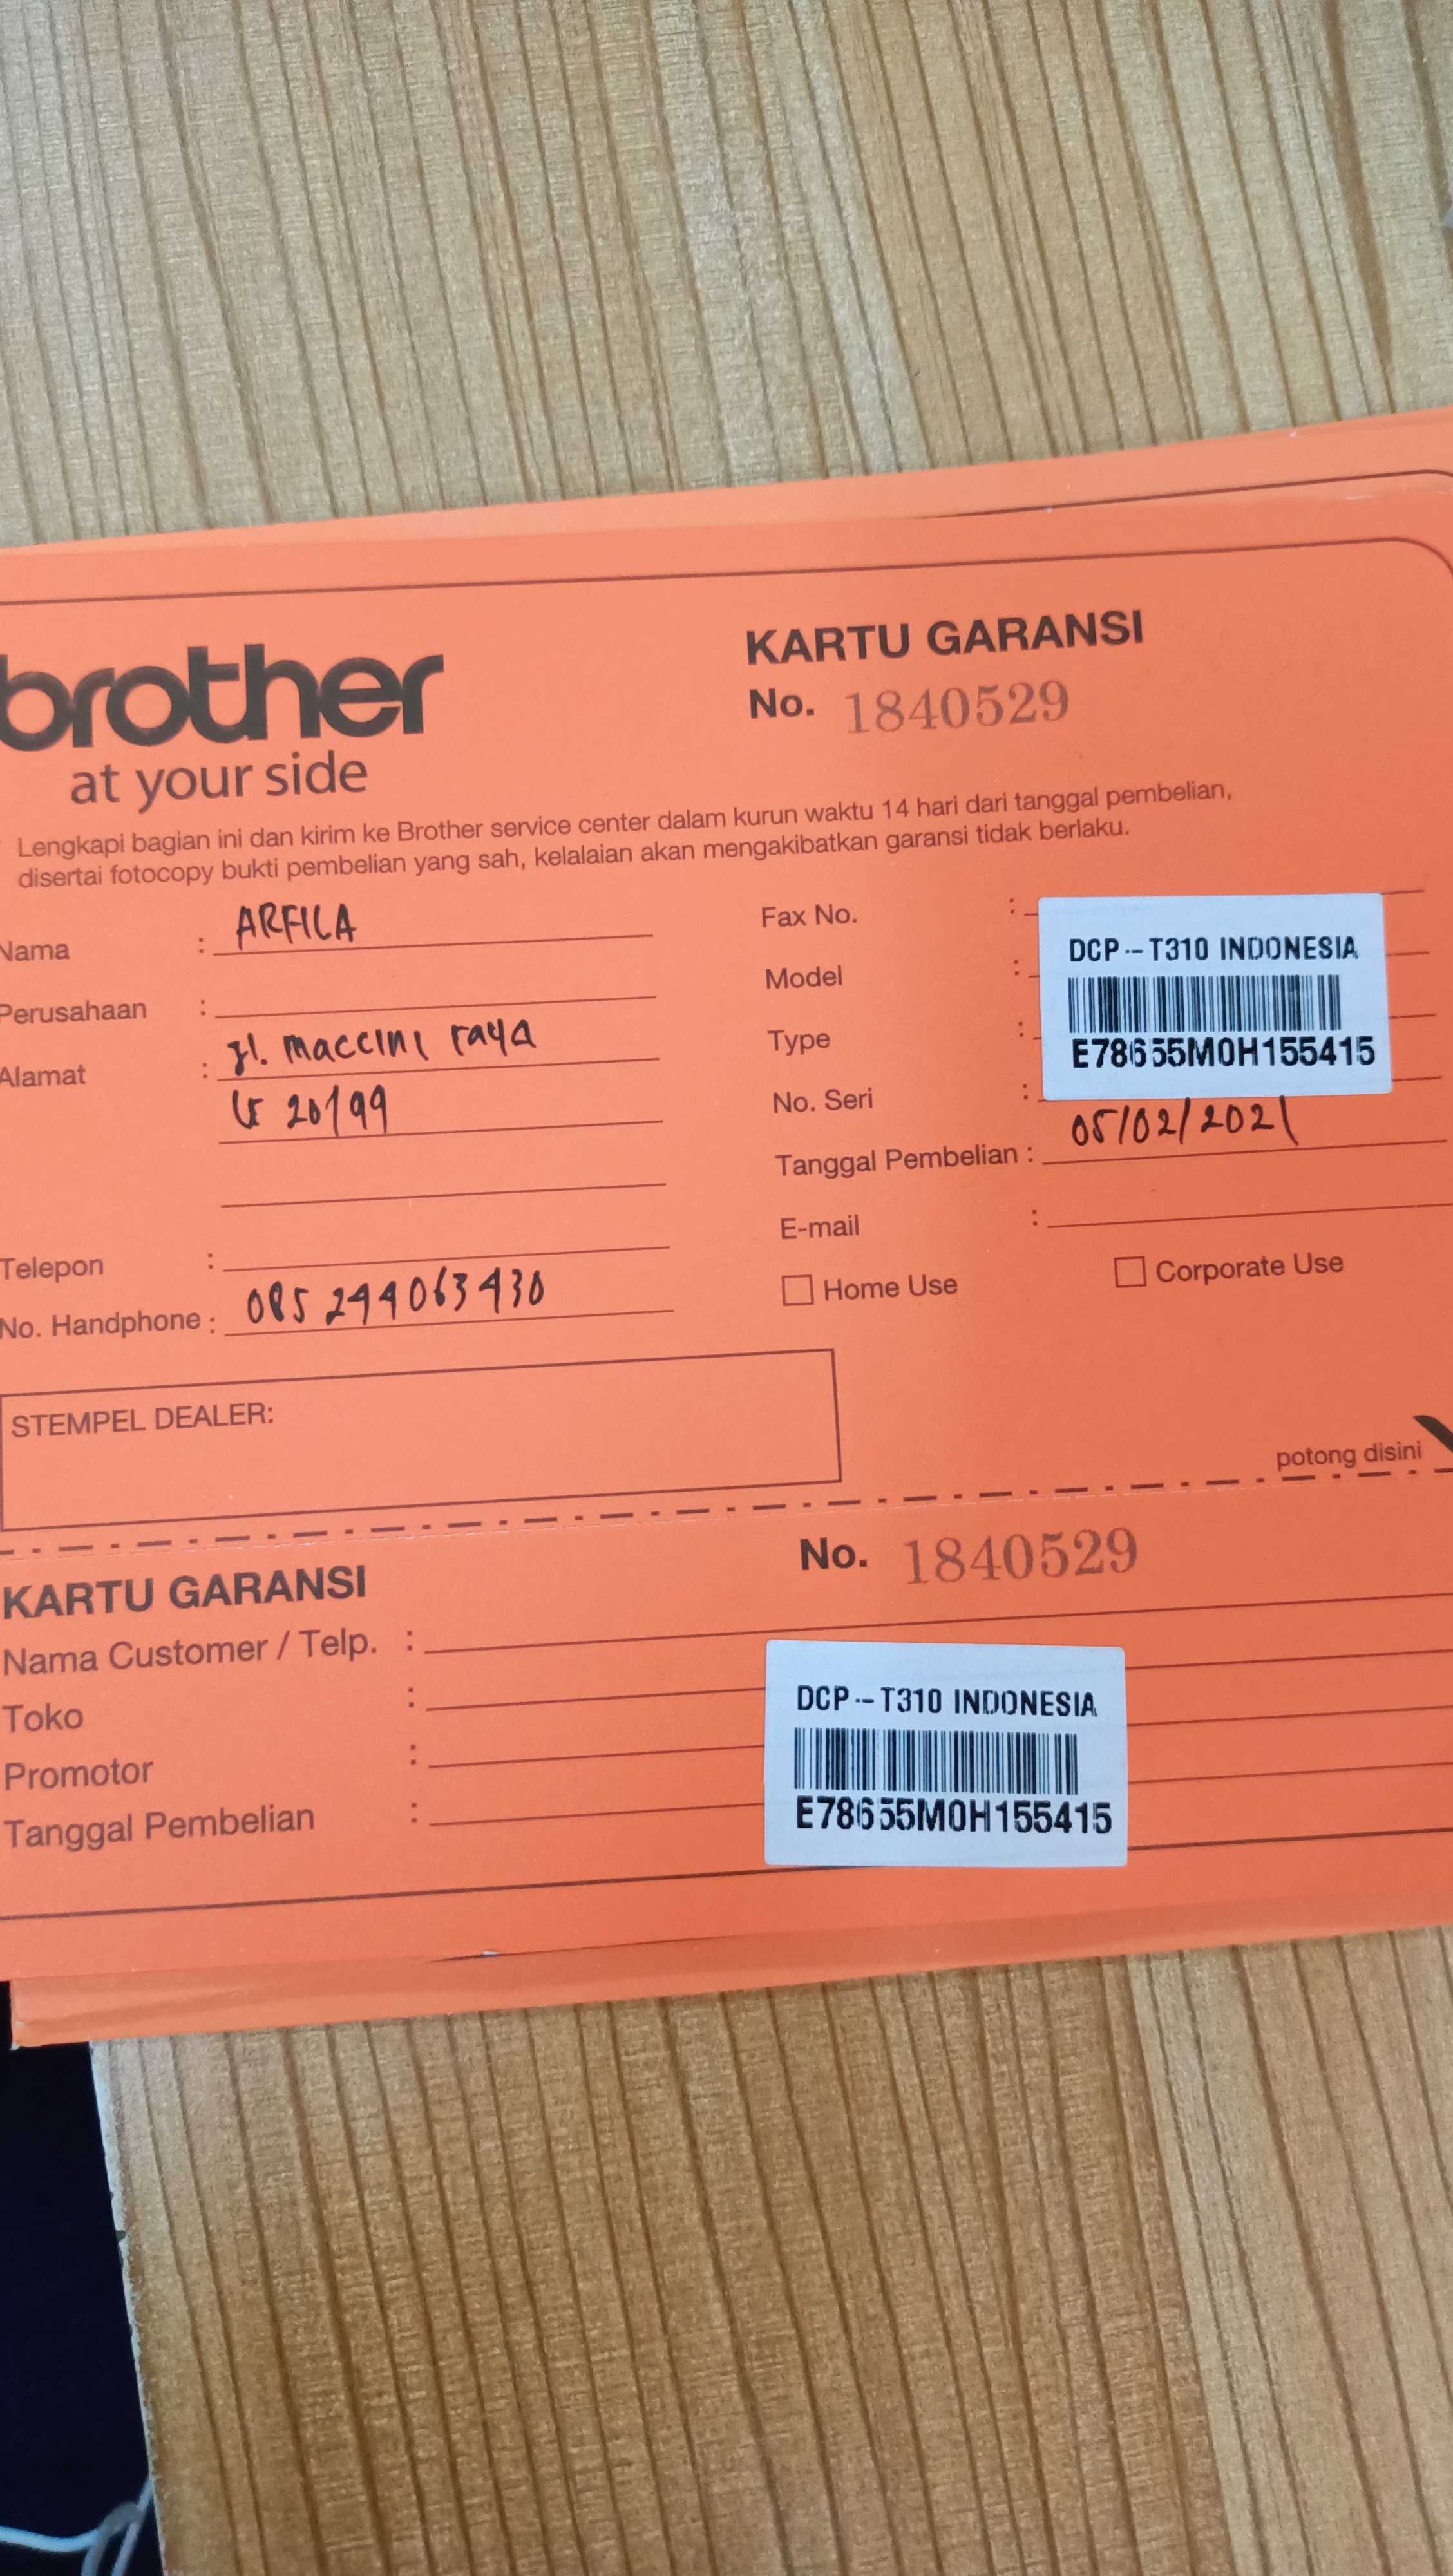 brother
at your side
KARTU GARANSI
No. 1840529
Lengkapi bagian ini dan kirim ke Brother service center dalam kurun waktu 14 hari dari tanggal pembelian,
disertai fotocopy bukti pembelian yang sah, kelalaian akan mengakibatkan garansi tidak berlaku.
Nama : ARFILA
Perusahaan :
Alamat : Jl. maccini raya
20/99
Telepon :
No. Handphone : 085 244063430
Fax No. :
Model :
Type :
No. Seri :
DCP-T310 INDONESIA
E78655M0H155415
Tanggal Pembelian : 05/02/2021
E-mail :
Home Use
Corporate Use
STEMPEL DEALER:
potong disini
KARTU GARANSI
No. 1840529
Nama Customer / Telp. :
Toko :
Promotor :
Tanggal Pembelian :
DCP-T310 INDONESIA
E78655M0H155415